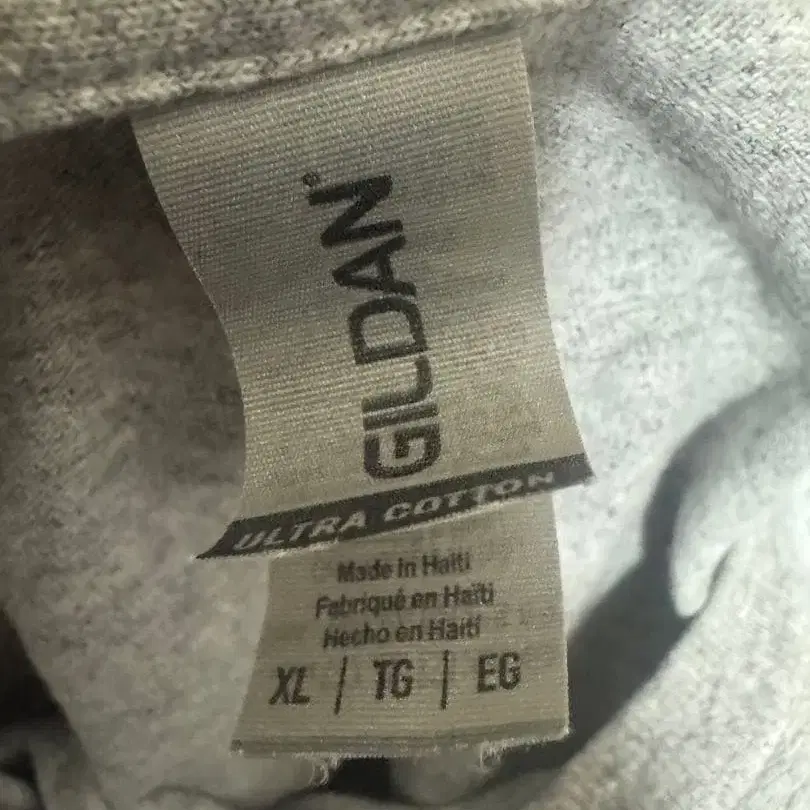 GILDAN®
ULTRA COTTON
Made in Haiti
Fabriqué en Haïti
Hecho en Haití
XL / TG | EG